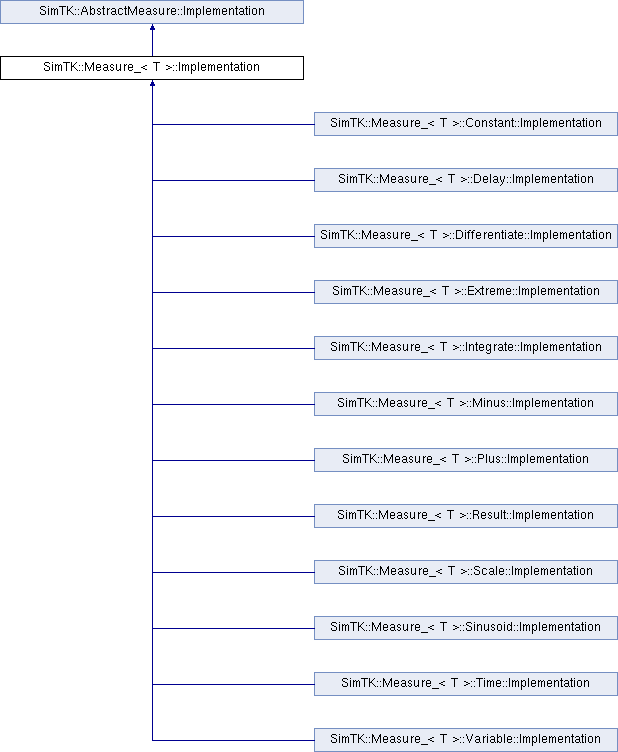 SimTK::AbstractMeasure::Implementation
SimTK::Measure_< T >::Implementation
SimTK::Measure_< T >::Constant::Implementation
SimTK::Measure_< T >::Delay::Implementation
SimTK::Measure_< T >::Differentiate::Implementation
SimTK::Measure_< T >::Extreme::Implementation
SimTK::Measure_< T >::Integrate::Implementation
SimTK::Measure_< T >::Minus::Implementation
SimTK::Measure_< T >::Plus::Implementation
SimTK::Measure_< T >::Result::Implementation
SimTK::Measure_< T >::Scale::Implementation
SimTK::Measure_< T >::Sinusoid::Implementation
SimTK::Measure_< T >::Time::Implementation
SimTK::Measure_< T >::Variable::Implementation